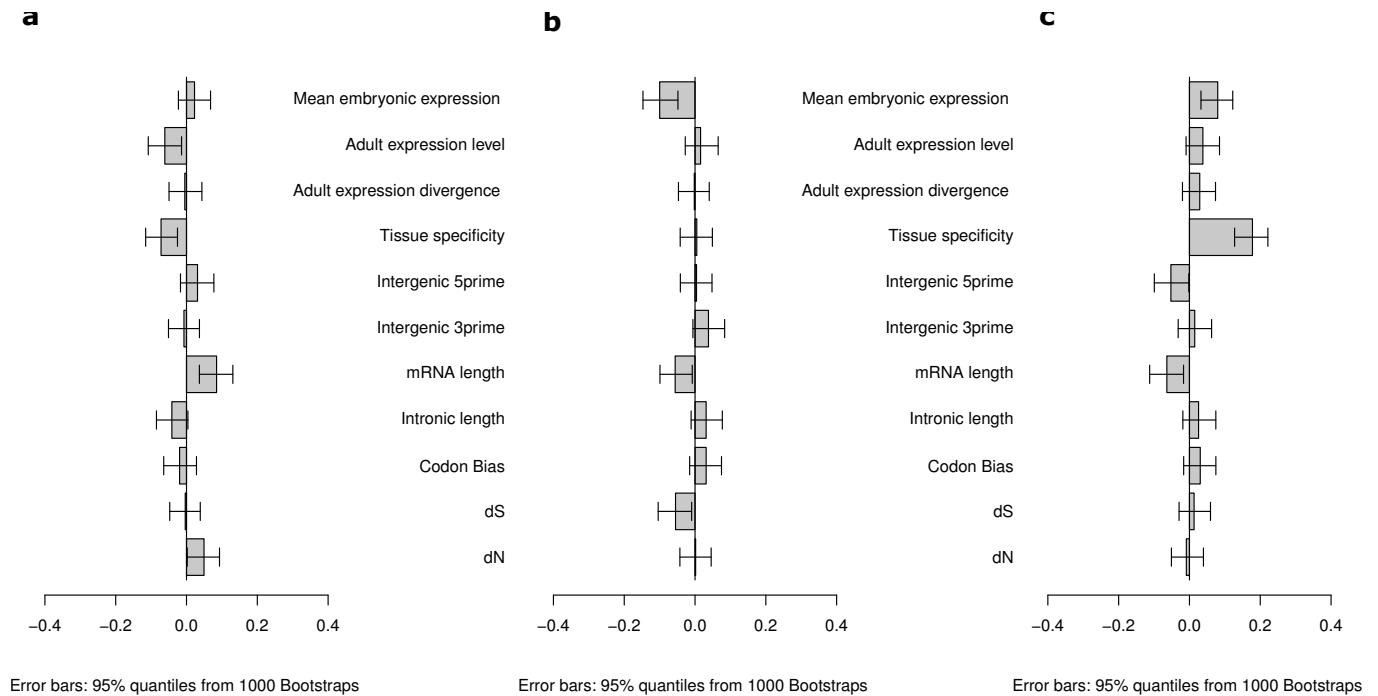 a
b
c
Mean embryonic expression
Adult expression level
Adult expression divergence
Tissue specificity
Intergenic 5prime
Intergenic 3prime
mRNA length
Intronic length
Codon Bias
dS
dN
Mean embryonic expression
Adult expression level
Adult expression divergence
Tissue specificity
Intergenic 5prime
Intergenic 3prime
mRNA length
Intronic length
Codon Bias
dS
dN
−0.4 −0.2 0.0 0.2 0.4
−0.4 −0.2 0.0 0.2 0.4
−0.4 −0.2 0.0 0.2 0.4
Error bars: 95% quantiles from 1000 Bootstraps
Error bars: 95% quantiles from 1000 Bootstraps
Error bars: 95% quantiles from 1000 Bootstraps